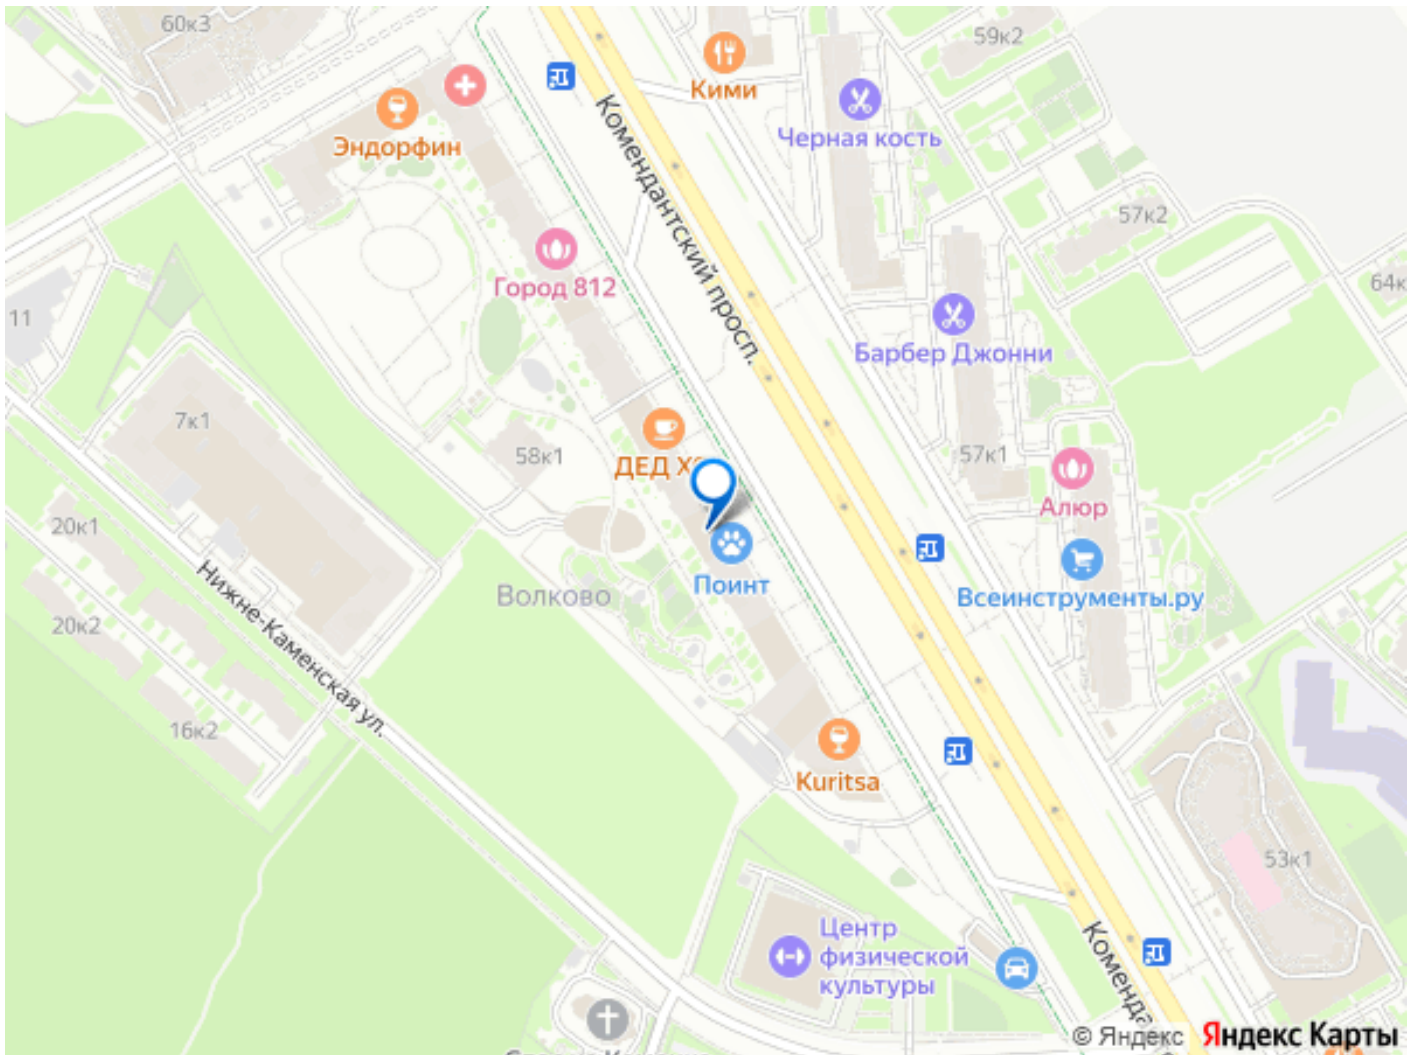 60к3
59к2
Кими
Черная кость
Эндорфин
Комендантский просп.
57к2
Город 812
64к
11
Барбер Джонни
7к1
58к1
ДЕД
57к1
Алюр
20к1
Нижне-Каменская ул.
Поинт
Волково
Всеинструменты.ру
20к2
16к2
Kuritsa
53к1
Центр
физической
культуры
© Яндекс Яндекс Карты